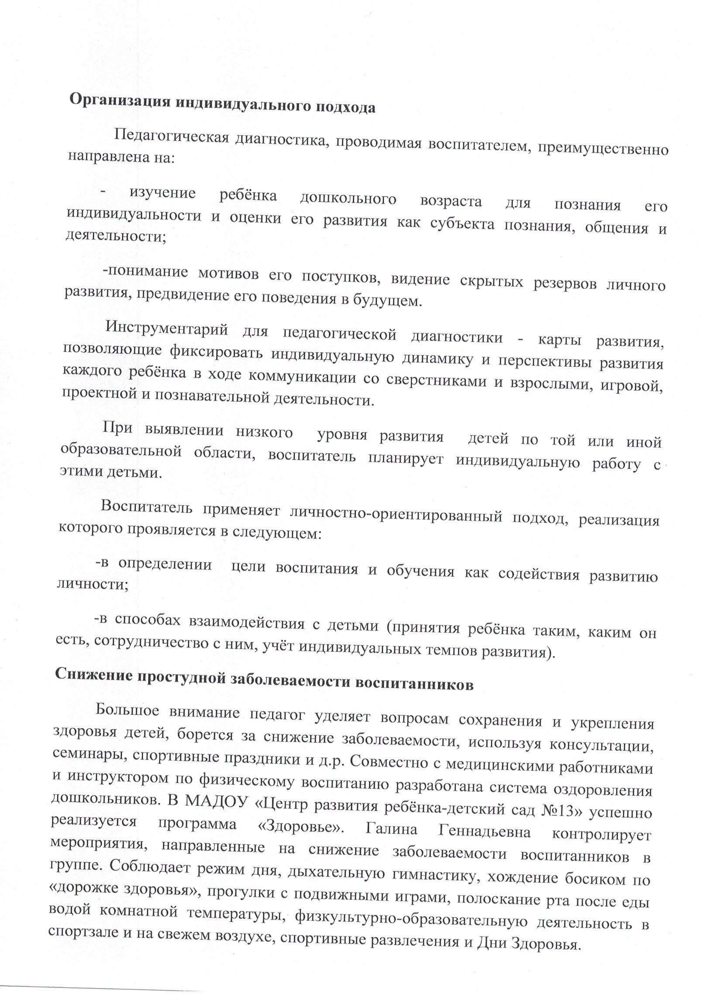 Организация индивидуального подхода
Педагогическая диагностика, проводимая воспитателем, преимущественно
направлена на:
- изучение ребёнка дошкольного возраста для познания его
индивидуальности и оценки его развития как субъекта познания, общения и
деятельности;
-понимание мотивов его поступков, видение скрытых резервов личного
развития, предвидение его поведения в будущем.
Инструментарий для педагогической диагностики - карты развития,
позволяющие фиксировать индивидуальную динамику и перспективы развития
каждого ребёнка в ходе коммуникации со сверстниками и взрослыми, игровой,
проектной и познавательной деятельности.
При выявлении низкого уровня развития детей по той или иной
образовательной области, воспитатель планирует индивидуальную работу с
этими детьми.
Воспитатель применяет личностно-ориентированный подход, реализация
которого проявляется в следующем:
-в определении цели воспитания и обучения как содействия развитию
личности;
-в способах взаимодействия с детьми (принятия ребёнка таким, каким он
есть, сотрудничество с ним, учёт индивидуальных темпов развития).
Снижение простудной заболеваемости воспитанников
Большое внимание педагог уделяет вопросам сохранения и укрепления
здоровья детей, борется за снижение заболеваемости, используя консультации,
семинары, спортивные праздники и д.р. Совместно с медицинскими работниками
и инструктором по физическому воспитанию разработана система оздоровления
дошкольников. В МАДОУ «Центр развития ребёнка-детский сад №13» успешно
реализуется программа «Здоровье». Галина Геннадьевна контролирует
мероприятия, направленные на снижение заболеваемости воспитанников в
группе. Соблюдает режим дня, дыхательную гимнастику, хождение босиком по
«дорожке здоровья», прогулки с подвижными играми, полоскание рта после еды
водой комнатной температуры, физкультурно-образовательную деятельность в
спортзале и на свежем воздухе, спортивные развлечения и Дни Здоровья.